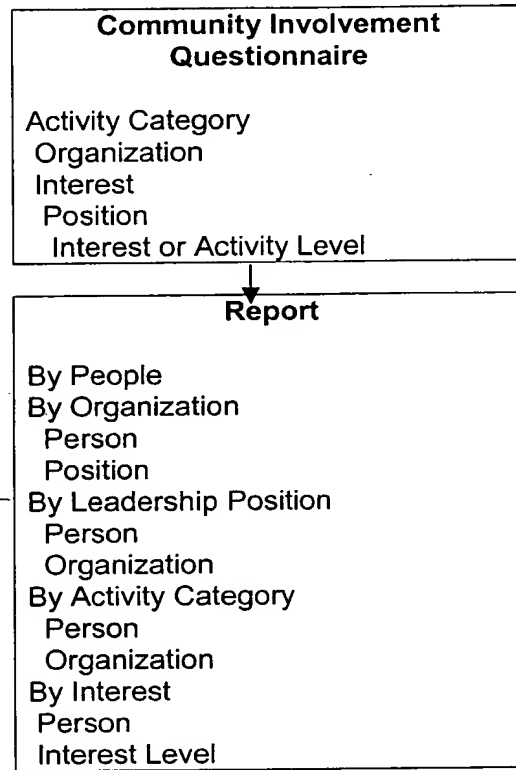 Community Involvement
Questionnaire
Activity Category
Organization
Interest
Position
Interest or Activity Level
Report
By People
By Organization
Person
Position
By Leadership Position
Person
Organization
By Activity Category
Person
Organization
By Interest
Person
Interest Level